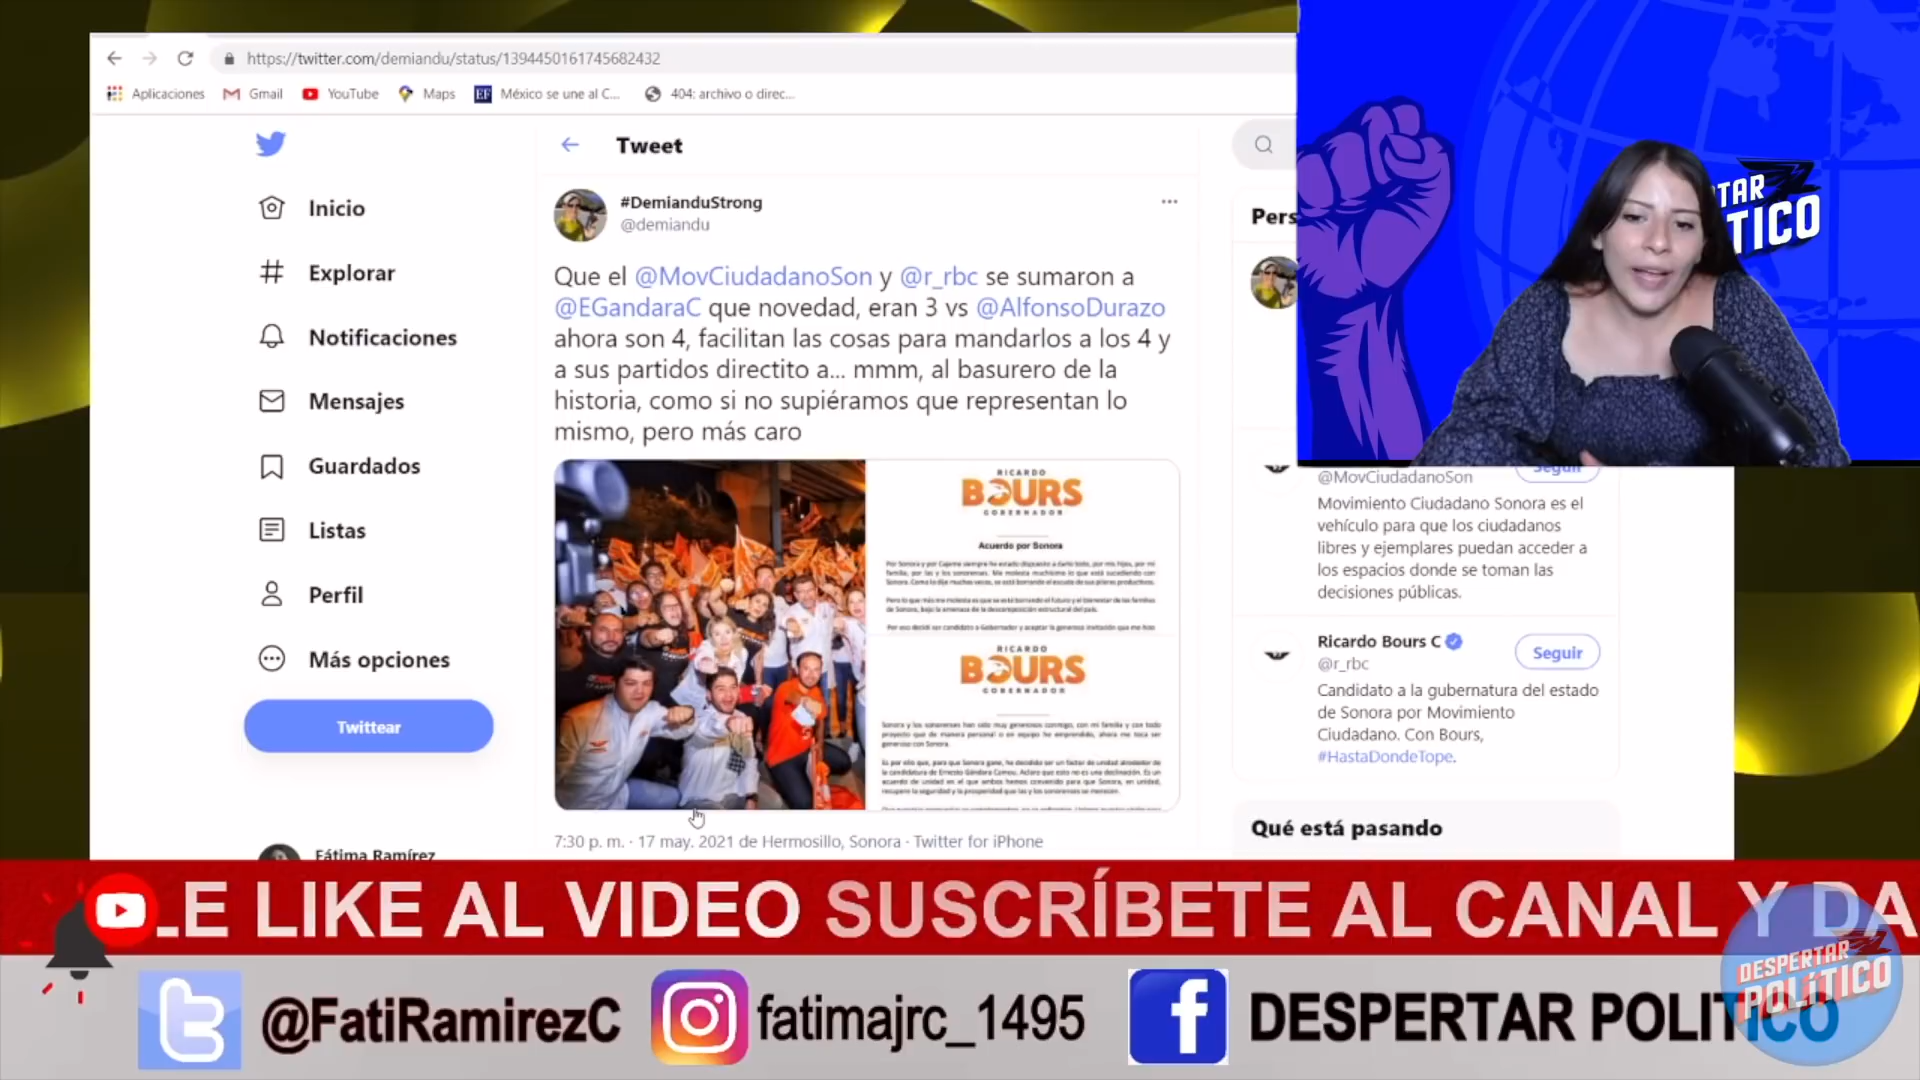 https://twitter.com/demiandu/status/1394450161745682432
Aplicaciones
Gmail
YouTube
Maps
EF
México se une al C...
404: archivo o direc...
Inicio
Explorar
Notificaciones
Mensajes
Guardados
Listas
Perfil
Más opciones
Twittear
Fátima Ramírez
Tweet
#DemianduStrong
@demiandu
Que el @MovCiudadanoSon y @r_rbc se sumaron a
@EGandaraC que novedad, eran 3 vs @AlfonsoDurazo
ahora son 4, facilitan las cosas para mandarlos a los 4 y
a sus partidos directito a... mmm, al basurero de la
historia, como si no supiéramos que representan lo
mismo, pero más caro
RICARDO
BOURS
GOBERNADOR
Acuerdo por Sonora
RICARDO
BOURS
GOBERNADOR
7:30 p. m. · 17 may. 2021 de Hermosillo, Sonora · Twitter for iPhone
Pers
@MovCiudadanoSon
Seguir
Movimiento Ciudadano Sonora es el
vehículo para que los ciudadanos
libres y ejemplares puedan acceder a
los espacios donde se toman las
decisiones públicas.
Ricardo Bours C
@r_rbc
Seguir
Candidato a la gubernatura del estado
de Sonora por Movimiento
Ciudadano. Con Bours,
#HastaDondeTope.
Qué está pasando
TAR
TICO
LE LIKE AL VIDEO SUSCRÍBETE AL CANAL Y DA
@FatiRamirezC
fatimajrc_1495
DESPERTAR POLITICO
DESPERTAR
POLÍTICO